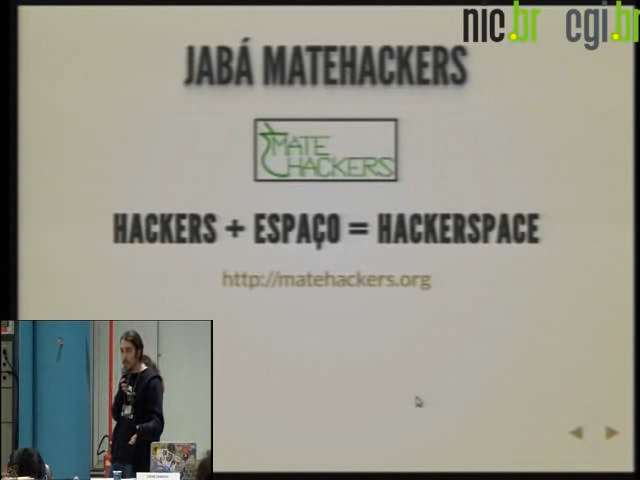 nic.br cgi.br
JABÁ MATEHACKERS
MATE
HACKERS
HACKERS + ESPAÇO = HACKERSPACE
http://matehackers.org